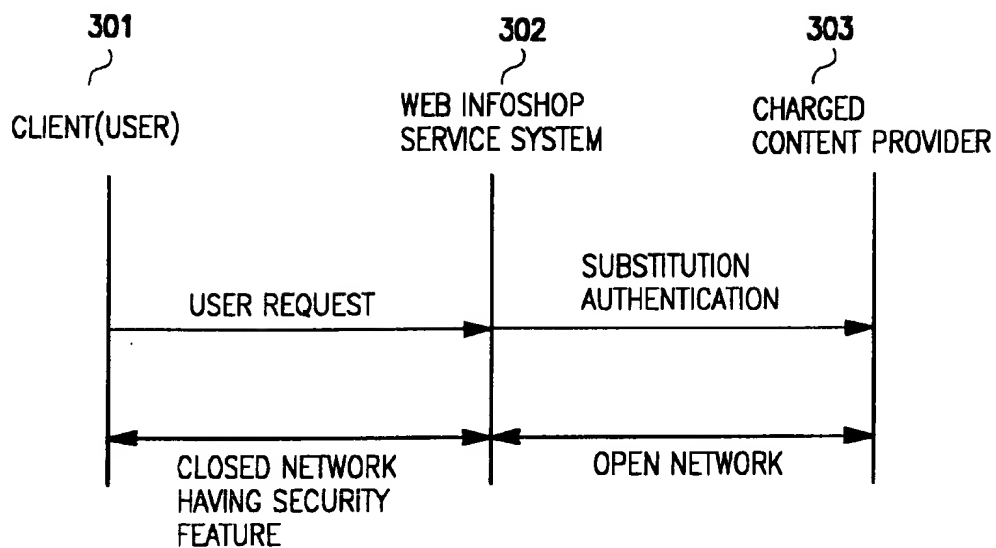 301
302
303
CLIENT(USER)
WEB INFOSHOP
SERVICE SYSTEM
CHARGED
CONTENT PROVIDER
USER REQUEST
SUBSTITUTION
AUTHENTICATION
CLOSED NETWORK
HAVING SECURITY
FEATURE
OPEN NETWORK